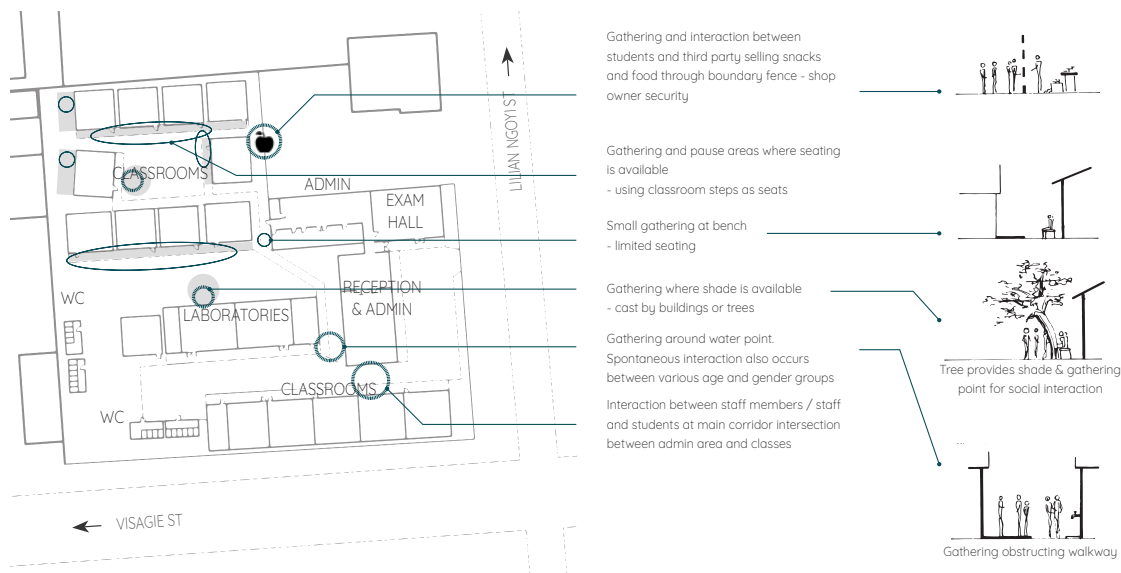 CLASSROOMS
ADMIN
EXAM
HALL
LILIAN NGOYI ST
WC
RECEPTION
& ADMIN
LABORATORIES
CLASSROOMS
WC
VISAGIE ST
Gathering and interaction between
students and third party selling snacks
and food through boundary fence - shop
owner security
Gathering and pause areas where seating
is available
- using classroom steps as seats
Small gathering at bench
- limited seating
Gathering where shade is available
- cast by buildings or trees
Gathering around water point.
Spontaneous interaction also occurs
between various age and gender groups
Interaction between staff members / staff
and students at main corridor intersection
between admin area and classes
Tree provides shade & gathering
point for social interaction
...
Gathering obstructing walkway